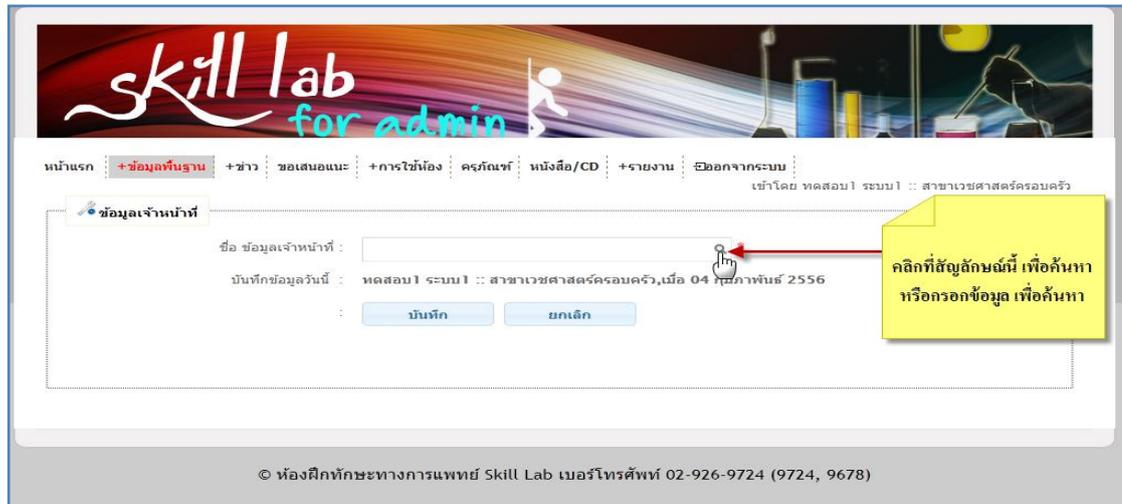 skill lab
for admin
หน้าแรก +ข้อมูลพื้นฐาน +ข่าว ขอเสนอแนะ +การใช้ห้อง ครุภัณฑ์ หนังสือ/CD +รายงาน ออกจากระบบ
เข้าโดย ทดสอบ1 ระบบ1 :: สาขาเวชศาสตร์ครอบครัว
ข้อมูลเจ้าหน้าที่
ชื่อ ข้อมูลเจ้าหน้าที่ : *
บันทึกข้อมูลวันนี้ : ทดสอบ1 ระบบ1 :: สาขาเวชศาสตร์ครอบครัว,เมื่อ 04 กุมภาพันธ์ 2556
: บันทึก ยกเลิก
คลิกที่สัญลักษณ์นี้ เพื่อค้นหา
หรือกรอกข้อมูล เพื่อค้นหา
© ห้องฝึกทักษะทางการแพทย์ Skill Lab เบอร์โทรศัพท์ 02-926-9724 (9724, 9678)